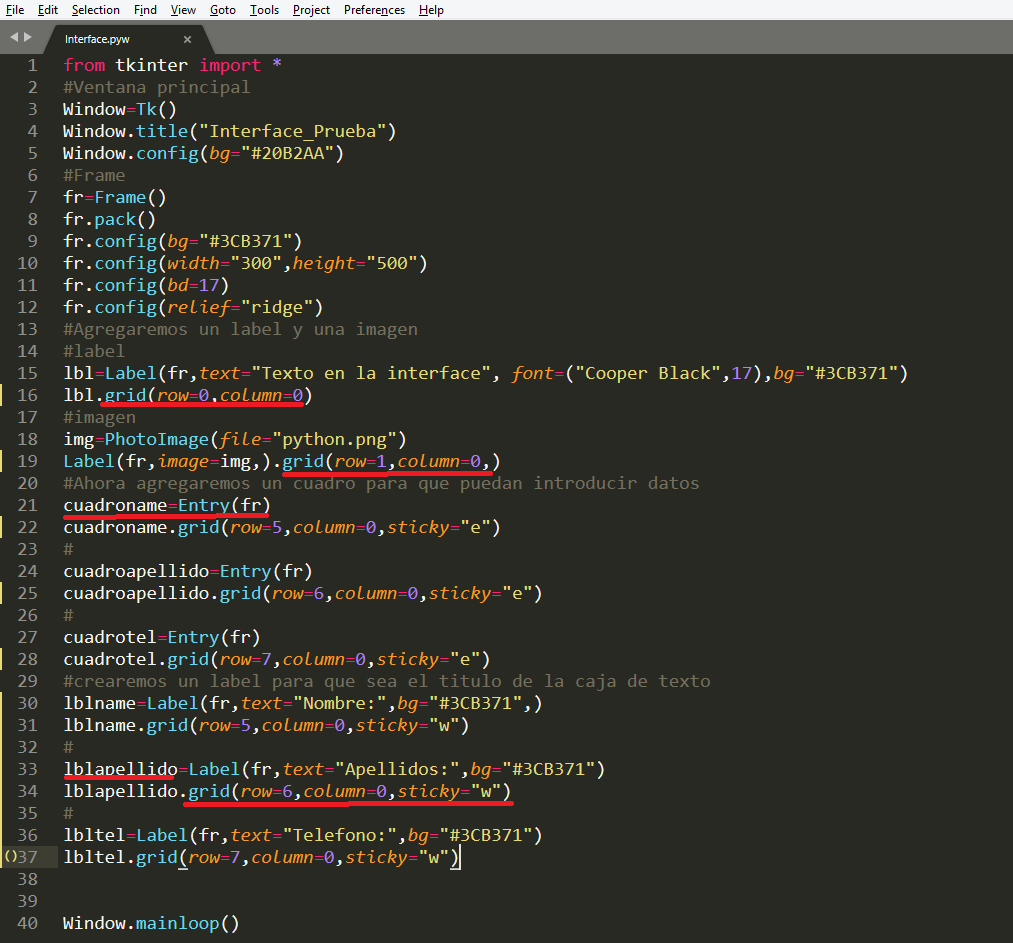 File Edit Selection Find View Goto Tools Project Preferences Help
Interface.pyw ×
1 from tkinter import *
2 #Ventana principal
3 Window=Tk()
4 Window.title("Interface_Prueba")
5 Window.config(bg="#20B2AA")
6 #Frame
7 fr=Frame()
8 fr.pack()
9 fr.config(bg="#3CB371")
10 fr.config(width="300",height="500")
11 fr.config(bd=17)
12 fr.config(relief="ridge")
13 #Agregaremos un label y una imagen
14 #label
15 lbl=Label(fr,text="Texto en la interface", font=("Cooper Black",17),bg="#3CB371")
16 lbl.grid(row=0,column=0)
17 #imagen
18 img=PhotoImage(file="python.png")
19 Label(fr,image=img,).grid(row=1,column=0,)
20 #Ahora agregaremos un cuadro para que puedan introducir datos
21 cuadroname=Entry(fr)
22 cuadroname.grid(row=5,column=0,sticky="e")
23 #
24 cuadroapellido=Entry(fr)
25 cuadroapellido.grid(row=6,column=0,sticky="e")
26 #
27 cuadrotel=Entry(fr)
28 cuadrotel.grid(row=7,column=0,sticky="e")
29 #crearemos un label para que sea el titulo de la caja de texto
30 lblname=Label(fr,text="Nombre:",bg="#3CB371",)
31 lblname.grid(row=5,column=0,sticky="w")
32 #
33 lblapellido=Label(fr,text="Apellidos:",bg="#3CB371")
34 lblapellido.grid(row=6,column=0,sticky="w")
35 #
36 lbltel=Label(fr,text="Telefono:",bg="#3CB371")
()37 lbltel.grid(row=7,column=0,sticky="w")
38
39
40 Window.mainloop()